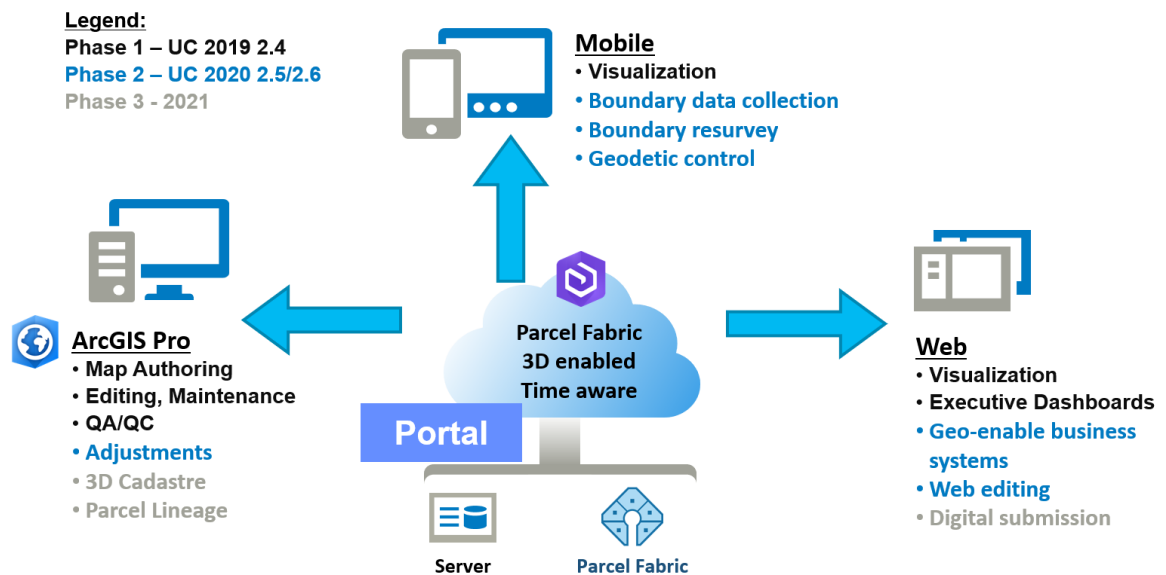 Legend:
Phase 1 – UC 2019 2.4
Phase 2 – UC 2020 2.5/2.6
Phase 3 - 2021
Mobile
• Visualization
• Boundary data collection
• Boundary resurvey
• Geodetic control
ArcGIS Pro
• Map Authoring
• Editing, Maintenance
• QA/QC
• Adjustments
• 3D Cadastre
• Parcel Lineage
Parcel Fabric
3D enabled
Time aware
Portal
Server
Parcel Fabric
Web
• Visualization
• Executive Dashboards
• Geo-enable business
systems
• Web editing
• Digital submission